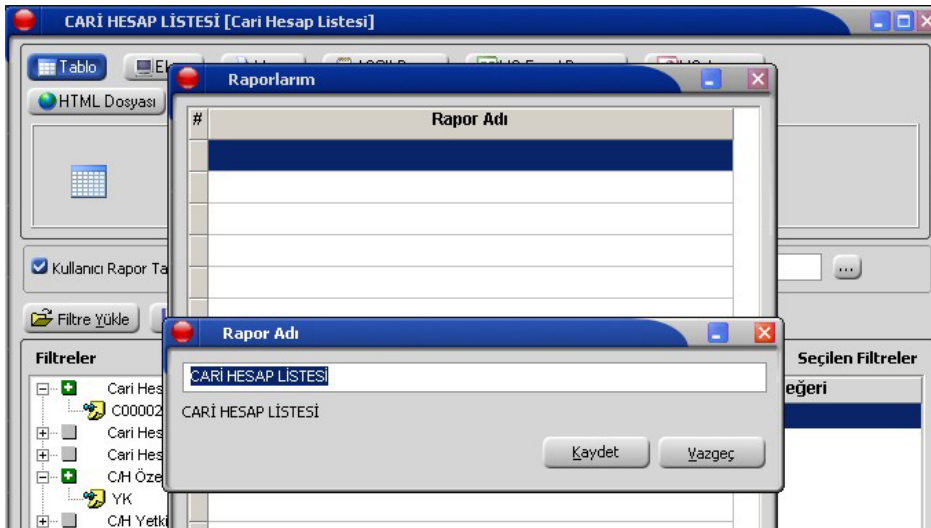 CARİ HESAP LİSTESİ [Cari Hesap Listesi]
Tablo
HTML Dosyası
Raporlarım
# Rapor Adı
Kullanıcı Rapor
...
Filtre Yükle
Rapor Adı
CARİ HESAP LİSTESİ
CARİ HESAP LİSTESİ
Kaydet Vazgeç
Filtreler
Seçilen Filtreler
Cari Hes
C00002
Cari Hes
Cari Hes
C/H Öze
YK
C/H Yetki